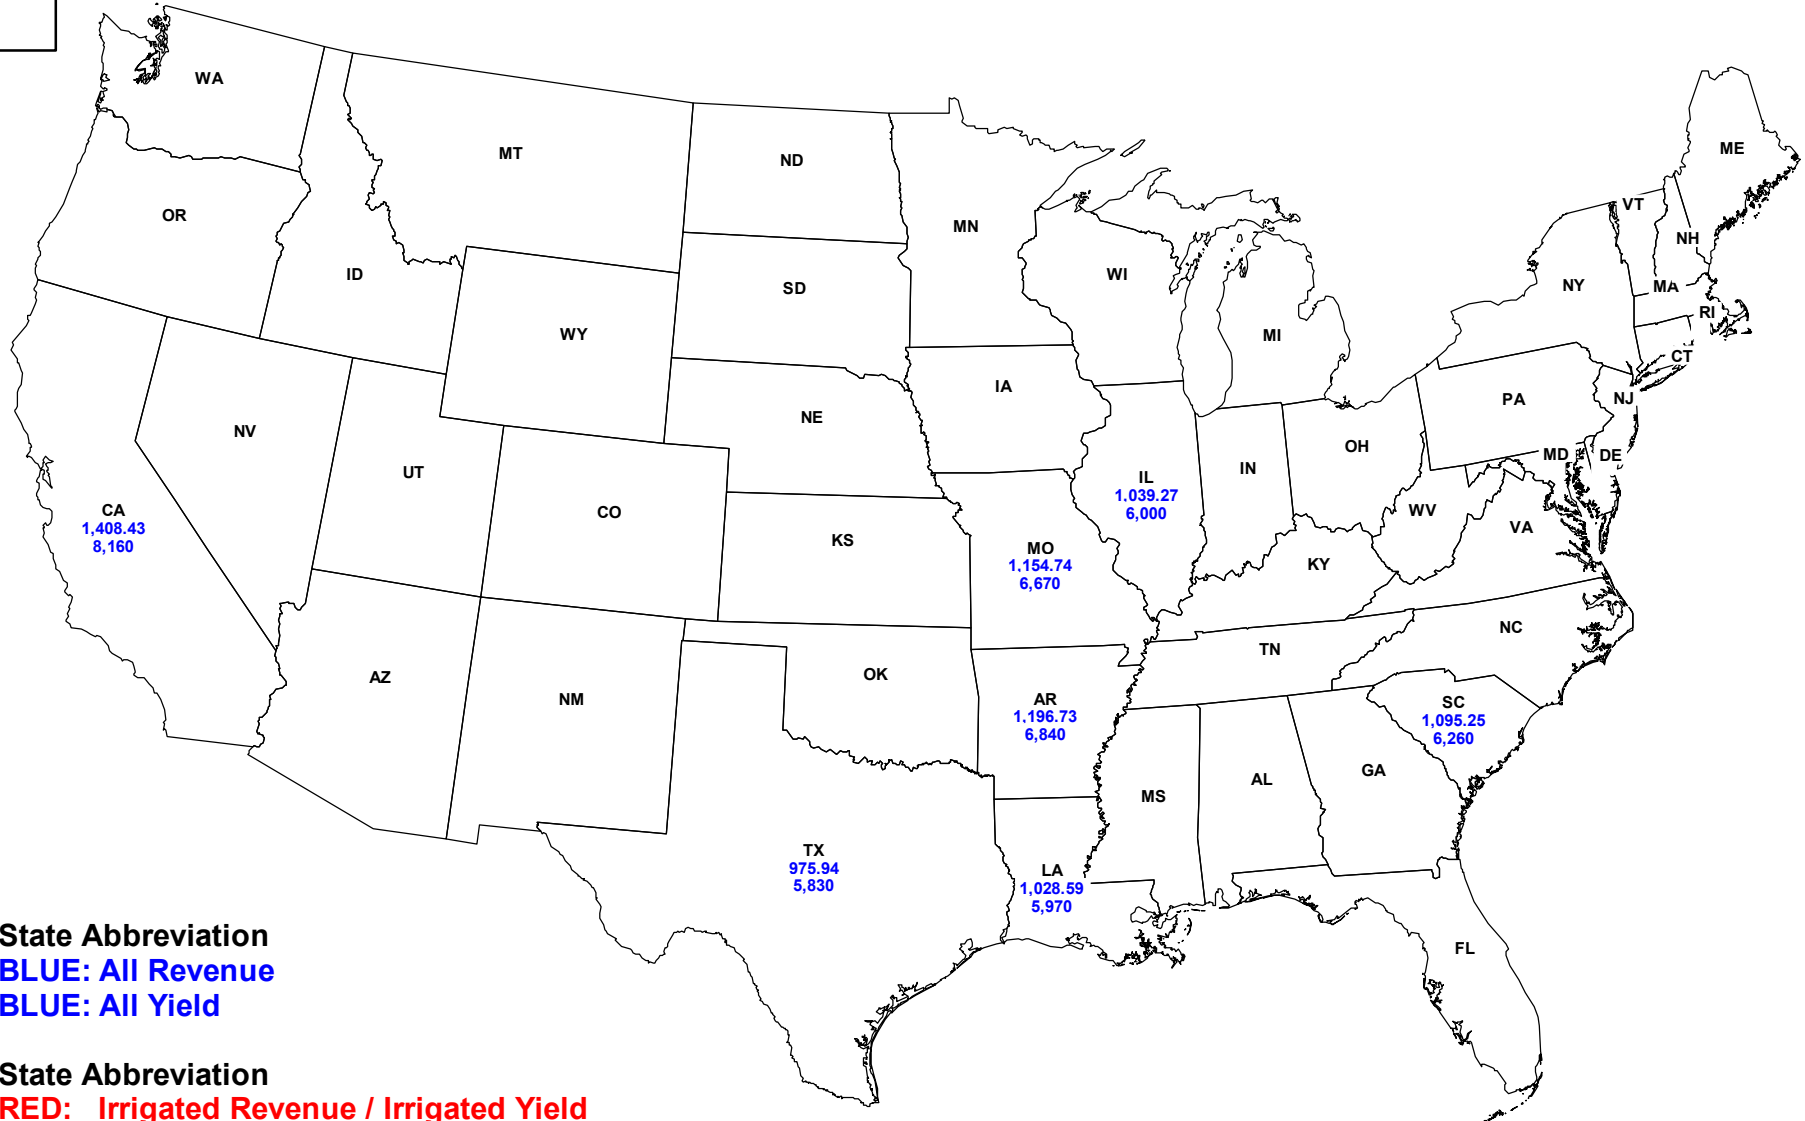 WA
MT
ND
MN
ME
OR
ID
SD
WI
VT
NH
NY
MA
RI
WY
MI
CT
IA
PA
NJ
NV
NE
UT
OH
MD
DE
IN
IL
1,039.27
6,000
CA
1,408.43
8,160
CO
KS
WV
VA
MO
1,154.74
6,670
KY
NC
TN
AZ
NM
OK
AR
1,196.73
6,840
SC
1,095.25
6,260
GA
AL
MS
TX
975.94
5,830
LA
1,028.59
5,970
FL
State Abbreviation
BLUE: All Revenue
BLUE: All Yield
State Abbreviation
RED: Irrigated Revenue / Irrigated Yield